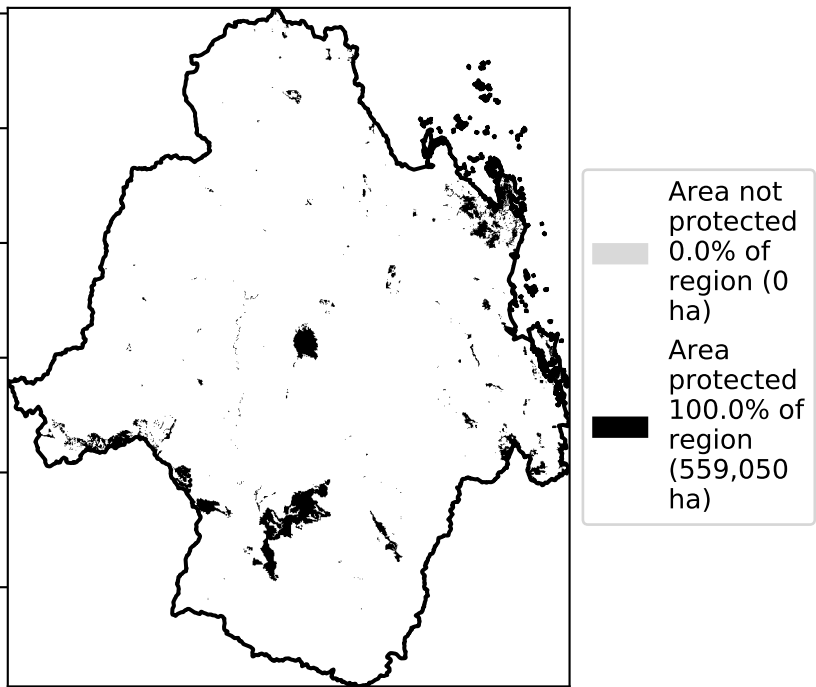 Area not
protected
0.0% of
region (0
ha)
Area
protected
100.0% of
region
(559,050
ha)